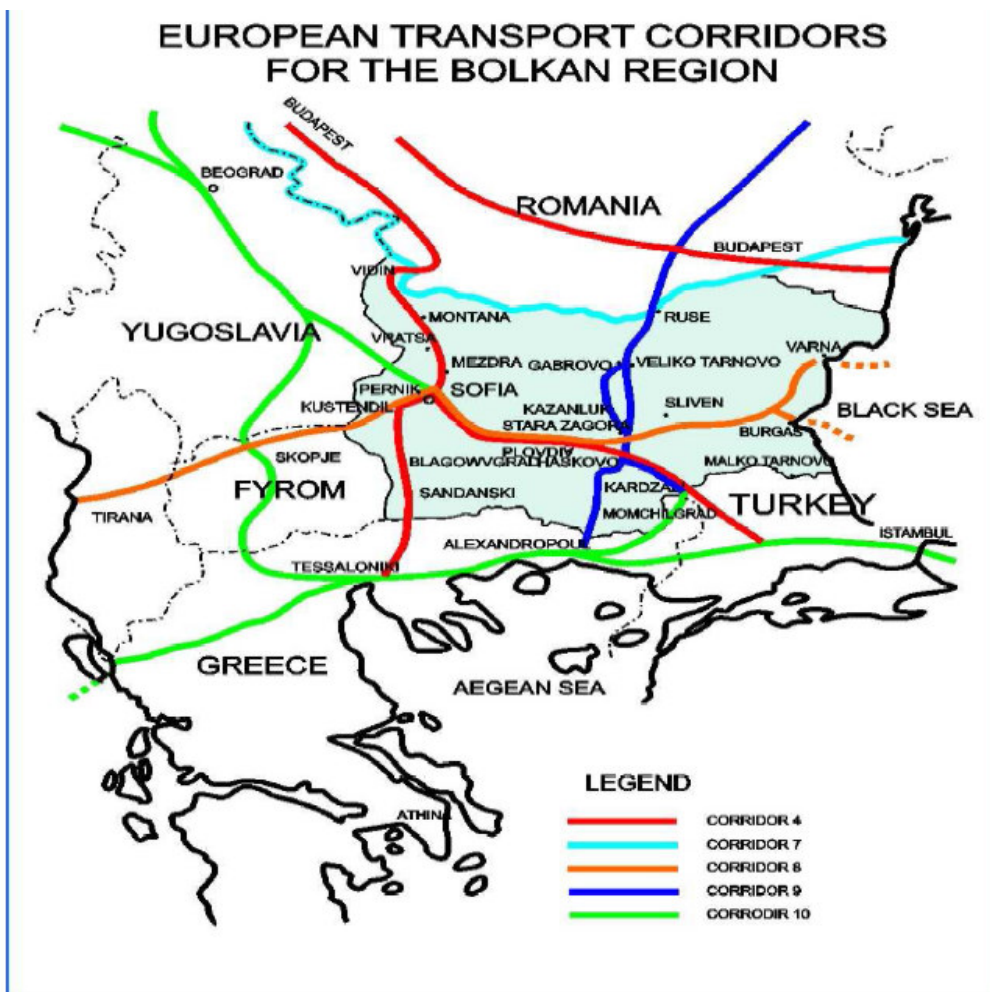 EUROPEAN TRANSPORT CORRIDORS
FOR THE BOLKAN REGION
BUDAPEST
BEOGRAD
ROMANIA
BUDAPEST
VIDIN
MONTANA
RUSE
YUGOSLAVIA
VRATSA
VARNA
MEZDRA
GABROVO
VELIKO TARNOVO
PERNIK
SOFIA
KUSTENDIL
KAZANLUK
SLIVEN
BLACK SEA
STARA ZAGORA
BURGAS
SKOPJE
PLOVDIV
BLAGOWVGRAD
HASKOVO
MALKO TARNOVO
FYROM
SANDANSKI
KARDZALI
TURKEY
TIRANA
MOMCHILGRAD
ISTAMBUL
ALEXANDROPOUL
TESSALONIKI
GREECE
AEGEAN SEA
LEGEND
ATHINA
CORRIDOR 4
CORRIDOR 7
CORRIDOR 8
CORRIDOR 9
CORRODIR 10